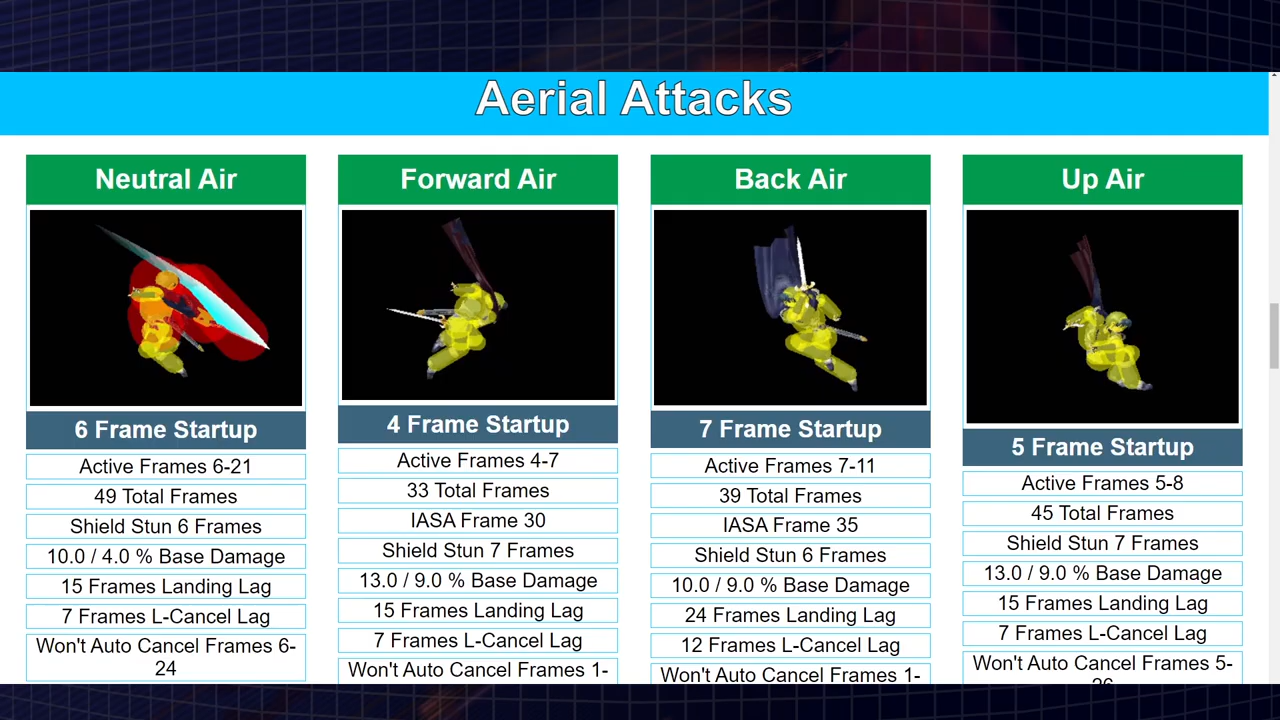 Aerial Attacks
Neutral Air
6 Frame Startup
Active Frames 6-21
49 Total Frames
Shield Stun 6 Frames
10.0 / 4.0 % Base Damage
15 Frames Landing Lag
7 Frames L-Cancel Lag
Won't Auto Cancel Frames 6-
24
Forward Air
4 Frame Startup
Active Frames 4-7
33 Total Frames
IASA Frame 30
Shield Stun 7 Frames
13.0 / 9.0 % Base Damage
15 Frames Landing Lag
7 Frames L-Cancel Lag
Won't Auto Cancel Frames 1-
Back Air
7 Frame Startup
Active Frames 7-11
39 Total Frames
IASA Frame 35
Shield Stun 6 Frames
10.0 / 9.0 % Base Damage
24 Frames Landing Lag
12 Frames L-Cancel Lag
Won't Auto Cancel Frames 1-
Up Air
5 Frame Startup
Active Frames 5-8
45 Total Frames
Shield Stun 7 Frames
13.0 / 9.0 % Base Damage
15 Frames Landing Lag
7 Frames L-Cancel Lag
Won't Auto Cancel Frames 5-